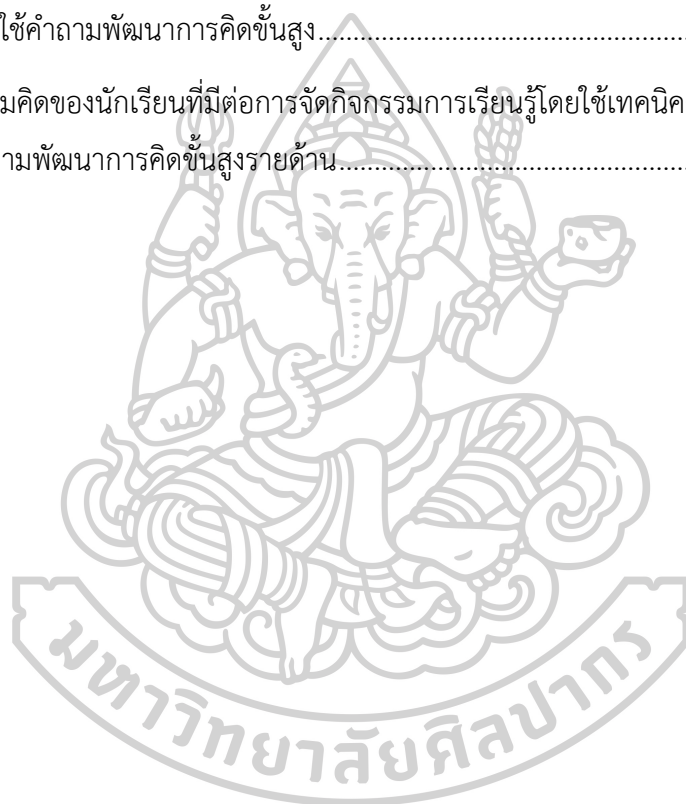 ใช้คำถามพัฒนาการคิดขั้นสูง........................................................
มคิดของนักเรียนที่มีต่อการจัดกิจกรรมการเรียนรู้โดยใช้เทคนิค
ามพัฒนาการคิดขั้นสูงรายด้าน....................................................
มหาวิทยาลัยศิลปากร